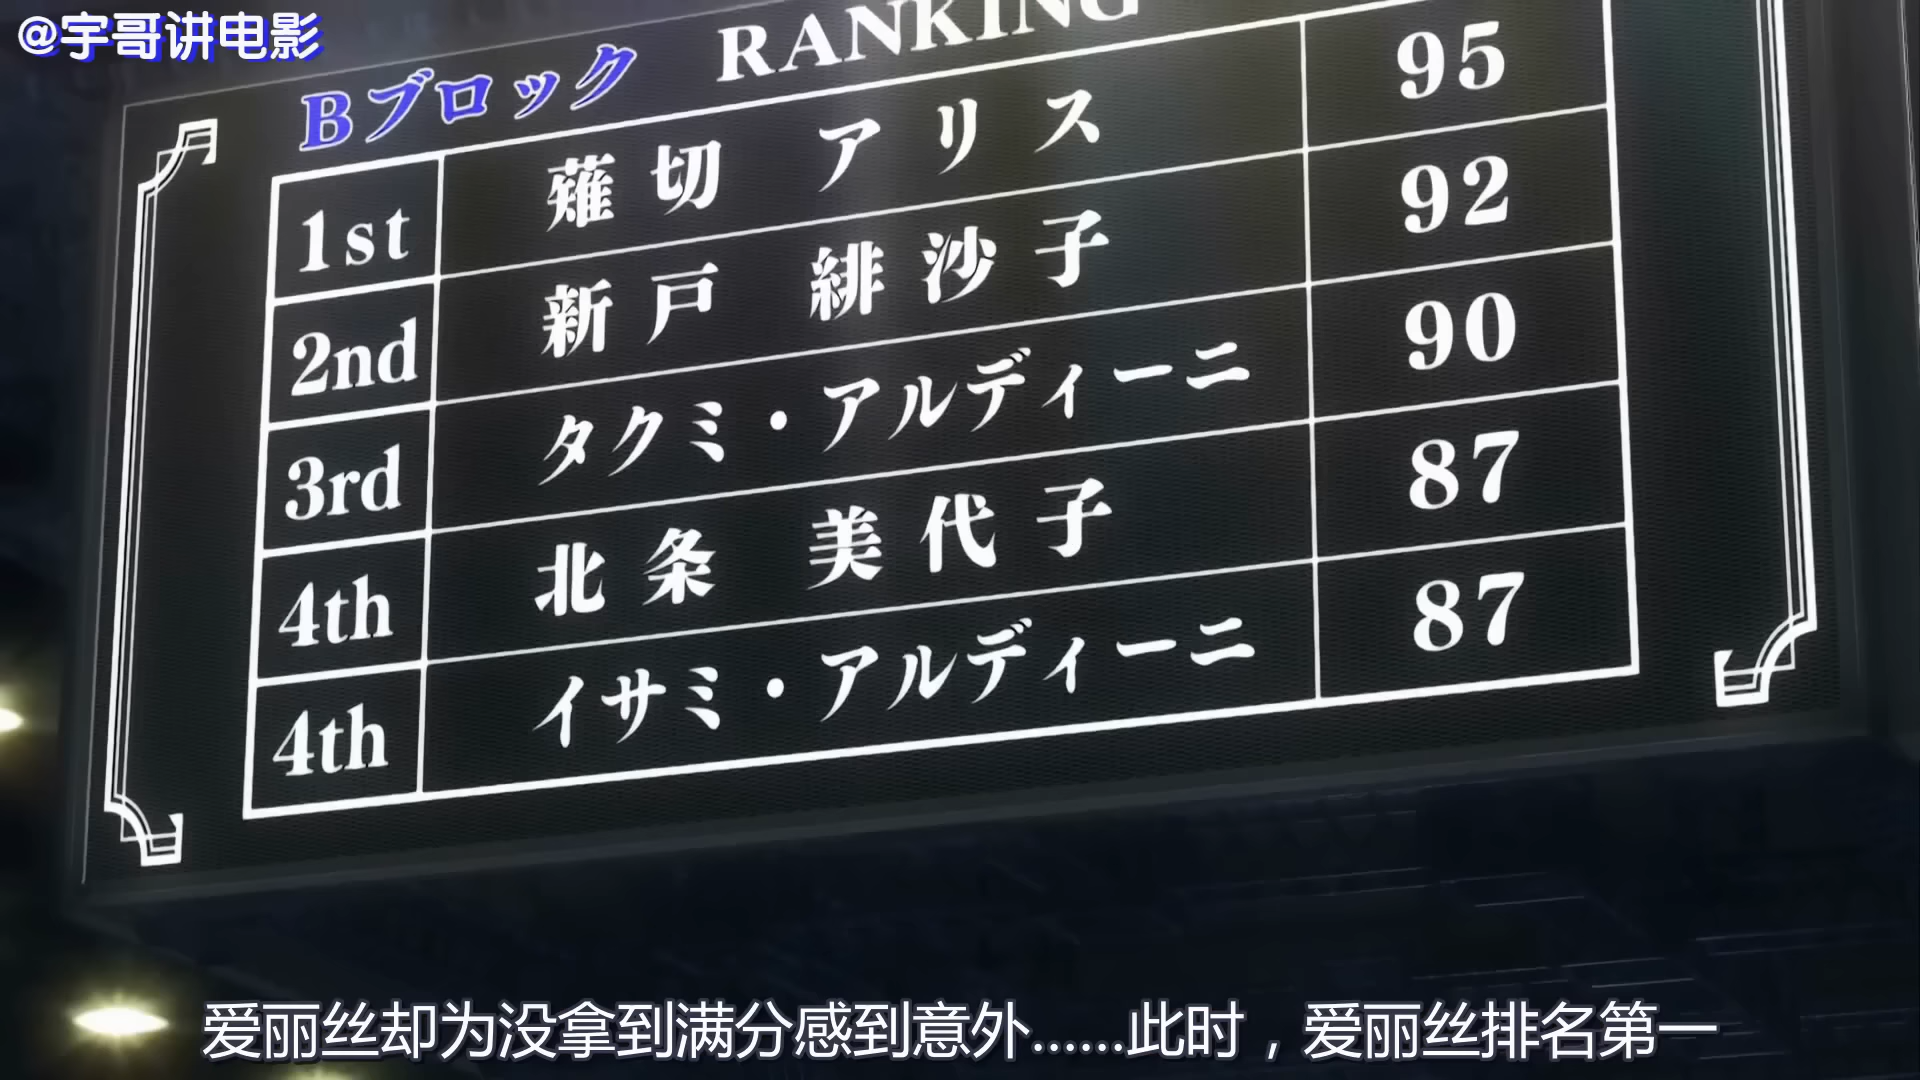 @宇哥讲电影
Bブロック RANKING
1st 薙切 アリス 95
2nd 新戸 緋沙子 92
3rd タクミ・アルディーニ 90
4th 北条 美代子 87
4th イサミ・アルディーニ 87
爱丽丝却为没拿到满分感到意外……此时，爱丽丝排名第一